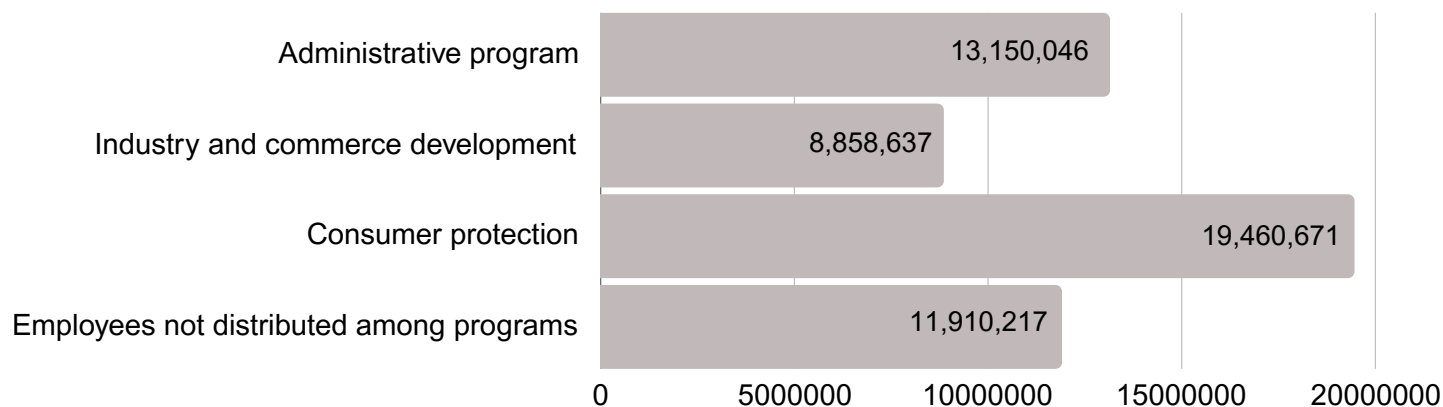 Administrative program 13,150,046
Industry and commerce development 8,858,637
Consumer protection 19,460,671
Employees not distributed among programs 11,910,217
0 5000000 10000000 15000000 20000000